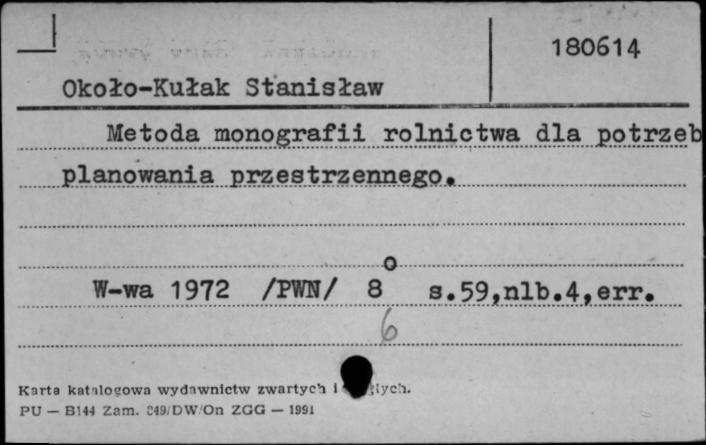 180614
Około-Kułak Stanisław
Metoda monografii rolnictwa dla potrzeb
planowania przestrzennego.
W-wa 1972 /PWN/ 8o s.59,nlb.4,err.
6
Karta katalogowa wydawnictw zwartych i
PU — B144 Zam. 249/DW/On ZGG — 1991